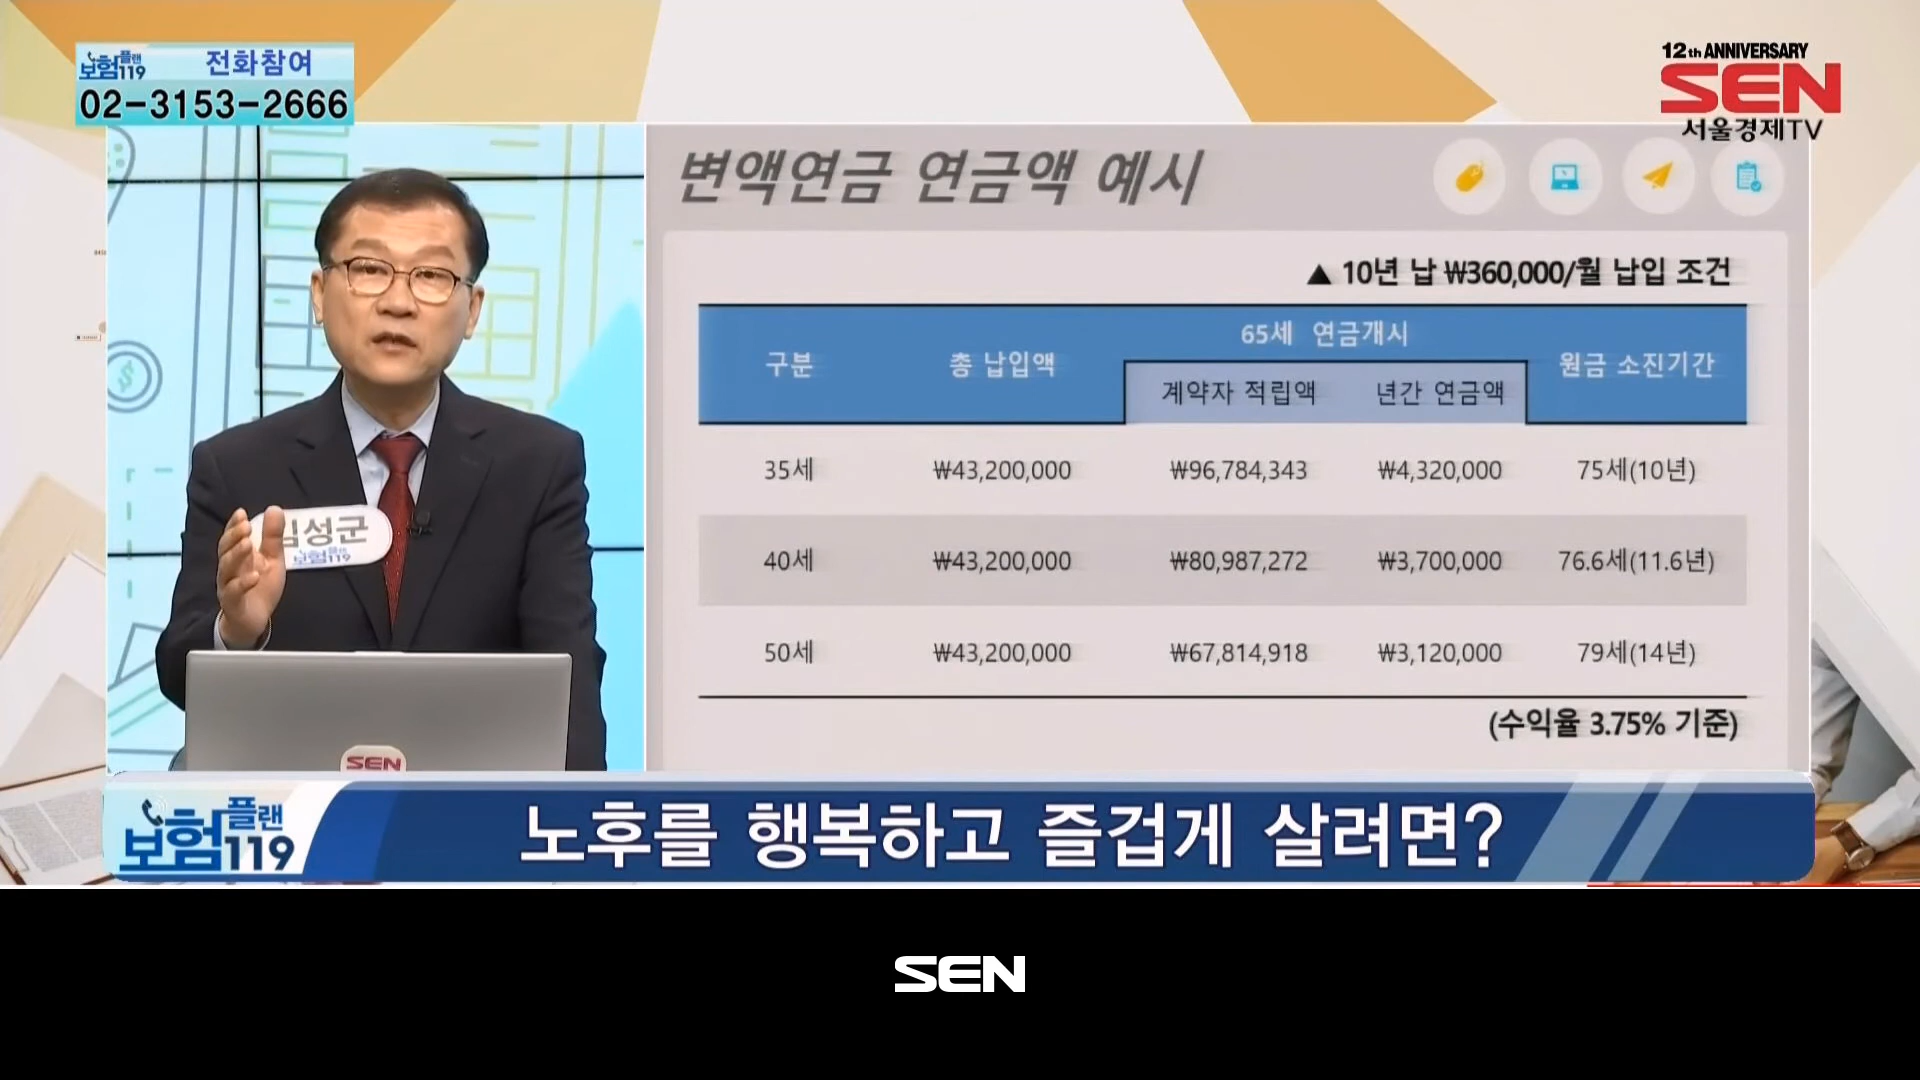 보험플랜119 전화참여
02-3153-2666
12th ANNIVERSARY
SEN
서울경제TV
변액연금 연금액 예시
▲ 10년 납 ₩360,000/월 납입 조건
구분 총 납입액 65세 연금개시 원금 소진기간
계약자 적립액 년간 연금액
35세 ₩43,200,000 ₩96,784,343 ₩4,320,000 75세(10년)
40세 ₩43,200,000 ₩80,987,272 ₩3,700,000 76.6세(11.6년)
50세 ₩43,200,000 ₩67,814,918 ₩3,120,000 79세(14년)
(수익율 3.75% 기준)
성군
보험플랜119
SEN
보험플랜119
노후를 행복하고 즐겁게 살려면?
SEN